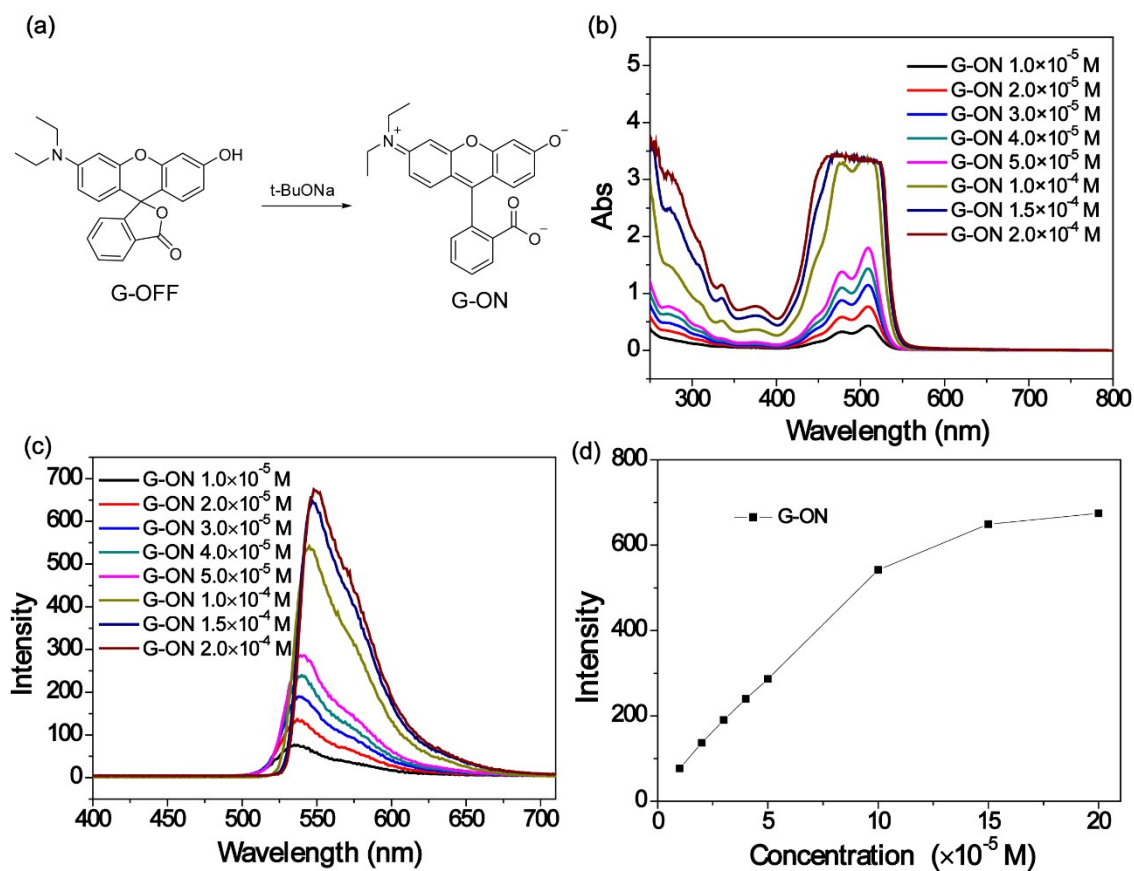 (a)
N
O
OH
O
O
G-OFF
t-BuONa
N⁺
O
O⁻
O
O⁻
G-ON
(b)
Abs
5
4
3
2
1
0
300 400 500 600 700 800
Wavelength (nm)
G-ON 1.0×10⁻⁵ M
G-ON 2.0×10⁻⁵ M
G-ON 3.0×10⁻⁵ M
G-ON 4.0×10⁻⁵ M
G-ON 5.0×10⁻⁵ M
G-ON 1.0×10⁻⁴ M
G-ON 1.5×10⁻⁴ M
G-ON 2.0×10⁻⁴ M
(c)
Intensity
700
600
500
400
300
200
100
0
400 450 500 550 600 650 700
Wavelength (nm)
G-ON 1.0×10⁻⁵ M
G-ON 2.0×10⁻⁵ M
G-ON 3.0×10⁻⁵ M
G-ON 4.0×10⁻⁵ M
G-ON 5.0×10⁻⁵ M
G-ON 1.0×10⁻⁴ M
G-ON 1.5×10⁻⁴ M
G-ON 2.0×10⁻⁴ M
(d)
Intensity
800
600
400
200
0
0 5 10 15 20
Concentration (×10⁻⁵ M)
G-ON